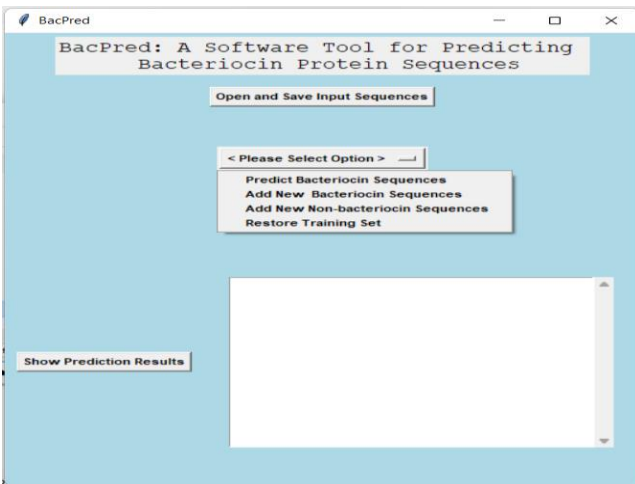 BacPred
BacPred: A Software Tool for Predicting
Bacteriocin Protein Sequences
Open and Save Input Sequences
< Please Select Option >
Predict Bacteriocin Sequences
Add New  Bacteriocin Sequences
Add New Non-bacteriocin Sequences
Restore Training Set
Show Prediction Results